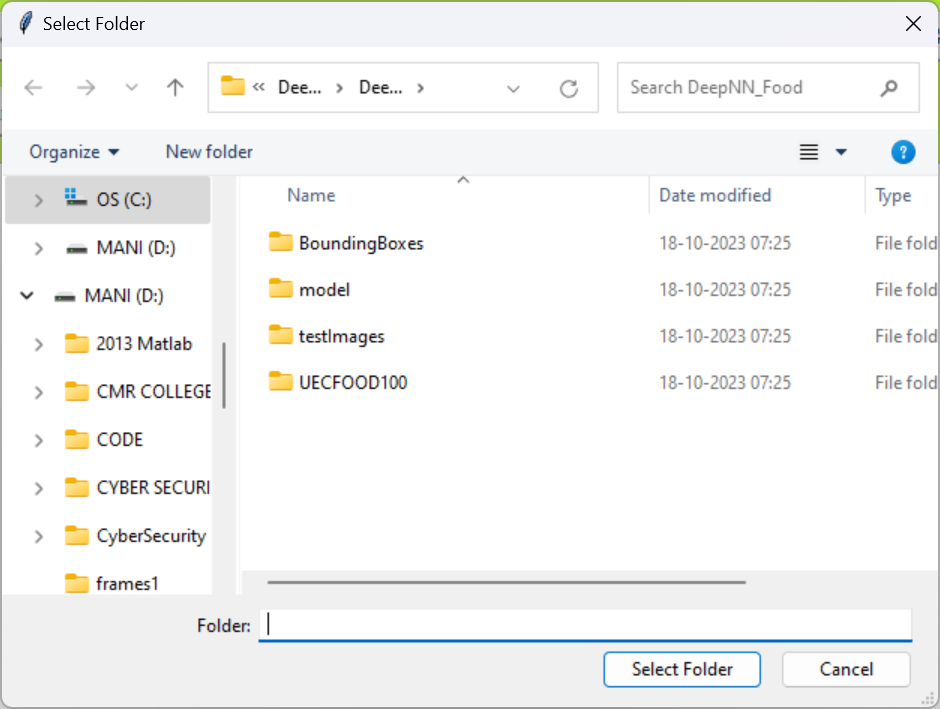 Select Folder
« Dee... › Dee... ›
Search DeepNN_Food
Organize
New folder
?
OS (C:)
MANI (D:)
MANI (D:)
2013 Matlab
CMR COLLEGE
CODE
CYBER SECURI
CyberSecurity
frames1
Name Date modified Type
BoundingBoxes 18-10-2023 07:25 File fold
model 18-10-2023 07:25 File fold
testImages 18-10-2023 07:25 File fold
UECFOOD100 18-10-2023 07:25 File fold
Folder:
Select Folder
Cancel